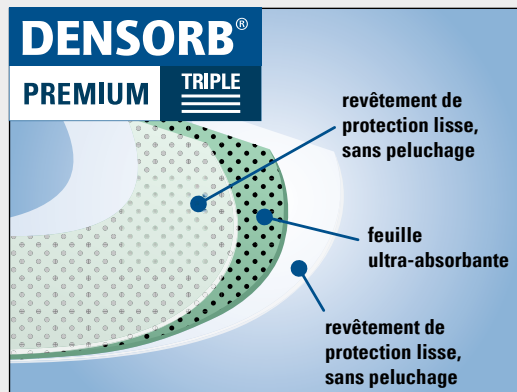 DENSORB®
PREMIUM
TRIPLE
revêtement de
protection lisse,
sans peluchage
feuille
ultra-absorbante
revêtement de
protection lisse,
sans peluchage